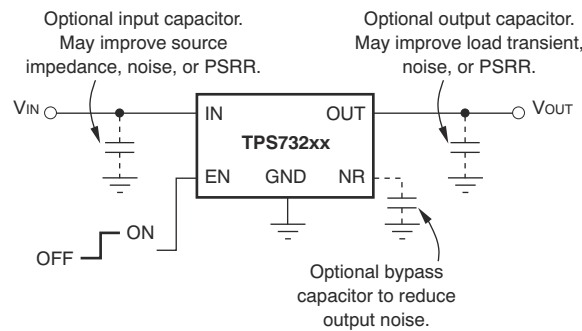 Optional input capacitor.
May improve source
impedance, noise, or PSRR.
Optional output capacitor.
May improve load transient,
noise, or PSRR.
VIN
IN
OUT
VOUT
TPS732xx
EN
GND
NR
ON
OFF
Optional bypass
capacitor to reduce
output noise.